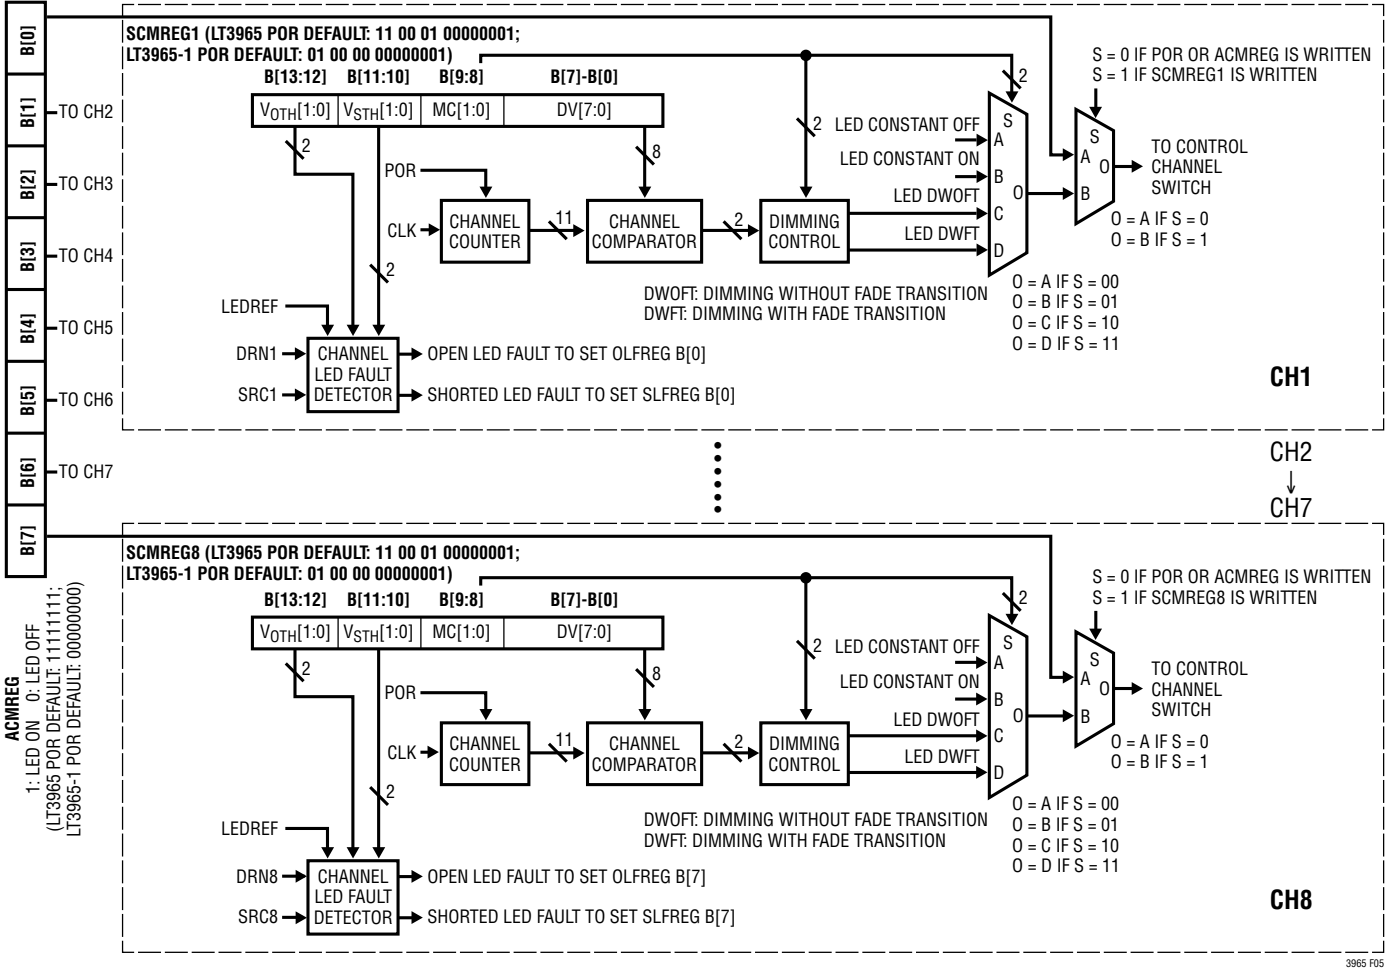 B[0]
B[1]
TO CH2
B[2]
TO CH3
B[3]
TO CH4
B[4]
TO CH5
B[5]
TO CH6
B[6]
TO CH7
B[7]
ACMREG
1: LED ON 0: LED OFF
(LT3965 POR DEFAULT: 11111111;
LT3965-1 POR DEFAULT: 00000000)
SCMREG1 (LT3965 POR DEFAULT: 11 00 01 00000001;
LT3965-1 POR DEFAULT: 01 00 00 00000001)
B[13:12] B[11:10] B[9:8] B[7]-B[0]
VOTH[1:0] VSTH[1:0] MC[1:0] DV[7:0]
2
8
2
2
POR
CLK
CHANNEL
COUNTER
11
CHANNEL
COMPARATOR
2
DIMMING
CONTROL
2
LED CONSTANT OFF
LED CONSTANT ON
LED DWOFT
LED DWFT
S
A
B
O
C
D
S = 0 IF POR OR ACMREG IS WRITTEN
S = 1 IF SCMREG1 IS WRITTEN
S
A
O
B
TO CONTROL
CHANNEL
SWITCH
O = A IF S = 0
O = B IF S = 1
DWOFT: DIMMING WITHOUT FADE TRANSITION
DWFT: DIMMING WITH FADE TRANSITION
O = A IF S = 00
O = B IF S = 01
O = C IF S = 10
O = D IF S = 11
LEDREF
DRN1
SRC1
CHANNEL
LED FAULT
DETECTOR
OPEN LED FAULT TO SET OLFREG B[0]
SHORTED LED FAULT TO SET SLFREG B[0]
CH1
CH2
CH7
SCMREG8 (LT3965 POR DEFAULT: 11 00 01 00000001;
LT3965-1 POR DEFAULT: 01 00 00 00000001)
B[13:12] B[11:10] B[9:8] B[7]-B[0]
VOTH[1:0] VSTH[1:0] MC[1:0] DV[7:0]
2
8
2
2
POR
CLK
CHANNEL
COUNTER
11
CHANNEL
COMPARATOR
2
DIMMING
CONTROL
2
LED CONSTANT OFF
LED CONSTANT ON
LED DWOFT
LED DWFT
S
A
B
O
C
D
S = 0 IF POR OR ACMREG IS WRITTEN
S = 1 IF SCMREG8 IS WRITTEN
S
A
O
B
TO CONTROL
CHANNEL
SWITCH
O = A IF S = 0
O = B IF S = 1
DWOFT: DIMMING WITHOUT FADE TRANSITION
DWFT: DIMMING WITH FADE TRANSITION
O = A IF S = 00
O = B IF S = 01
O = C IF S = 10
O = D IF S = 11
LEDREF
DRN8
SRC8
CHANNEL
LED FAULT
DETECTOR
OPEN LED FAULT TO SET OLFREG B[7]
SHORTED LED FAULT TO SET SLFREG B[7]
CH8
3965 F05